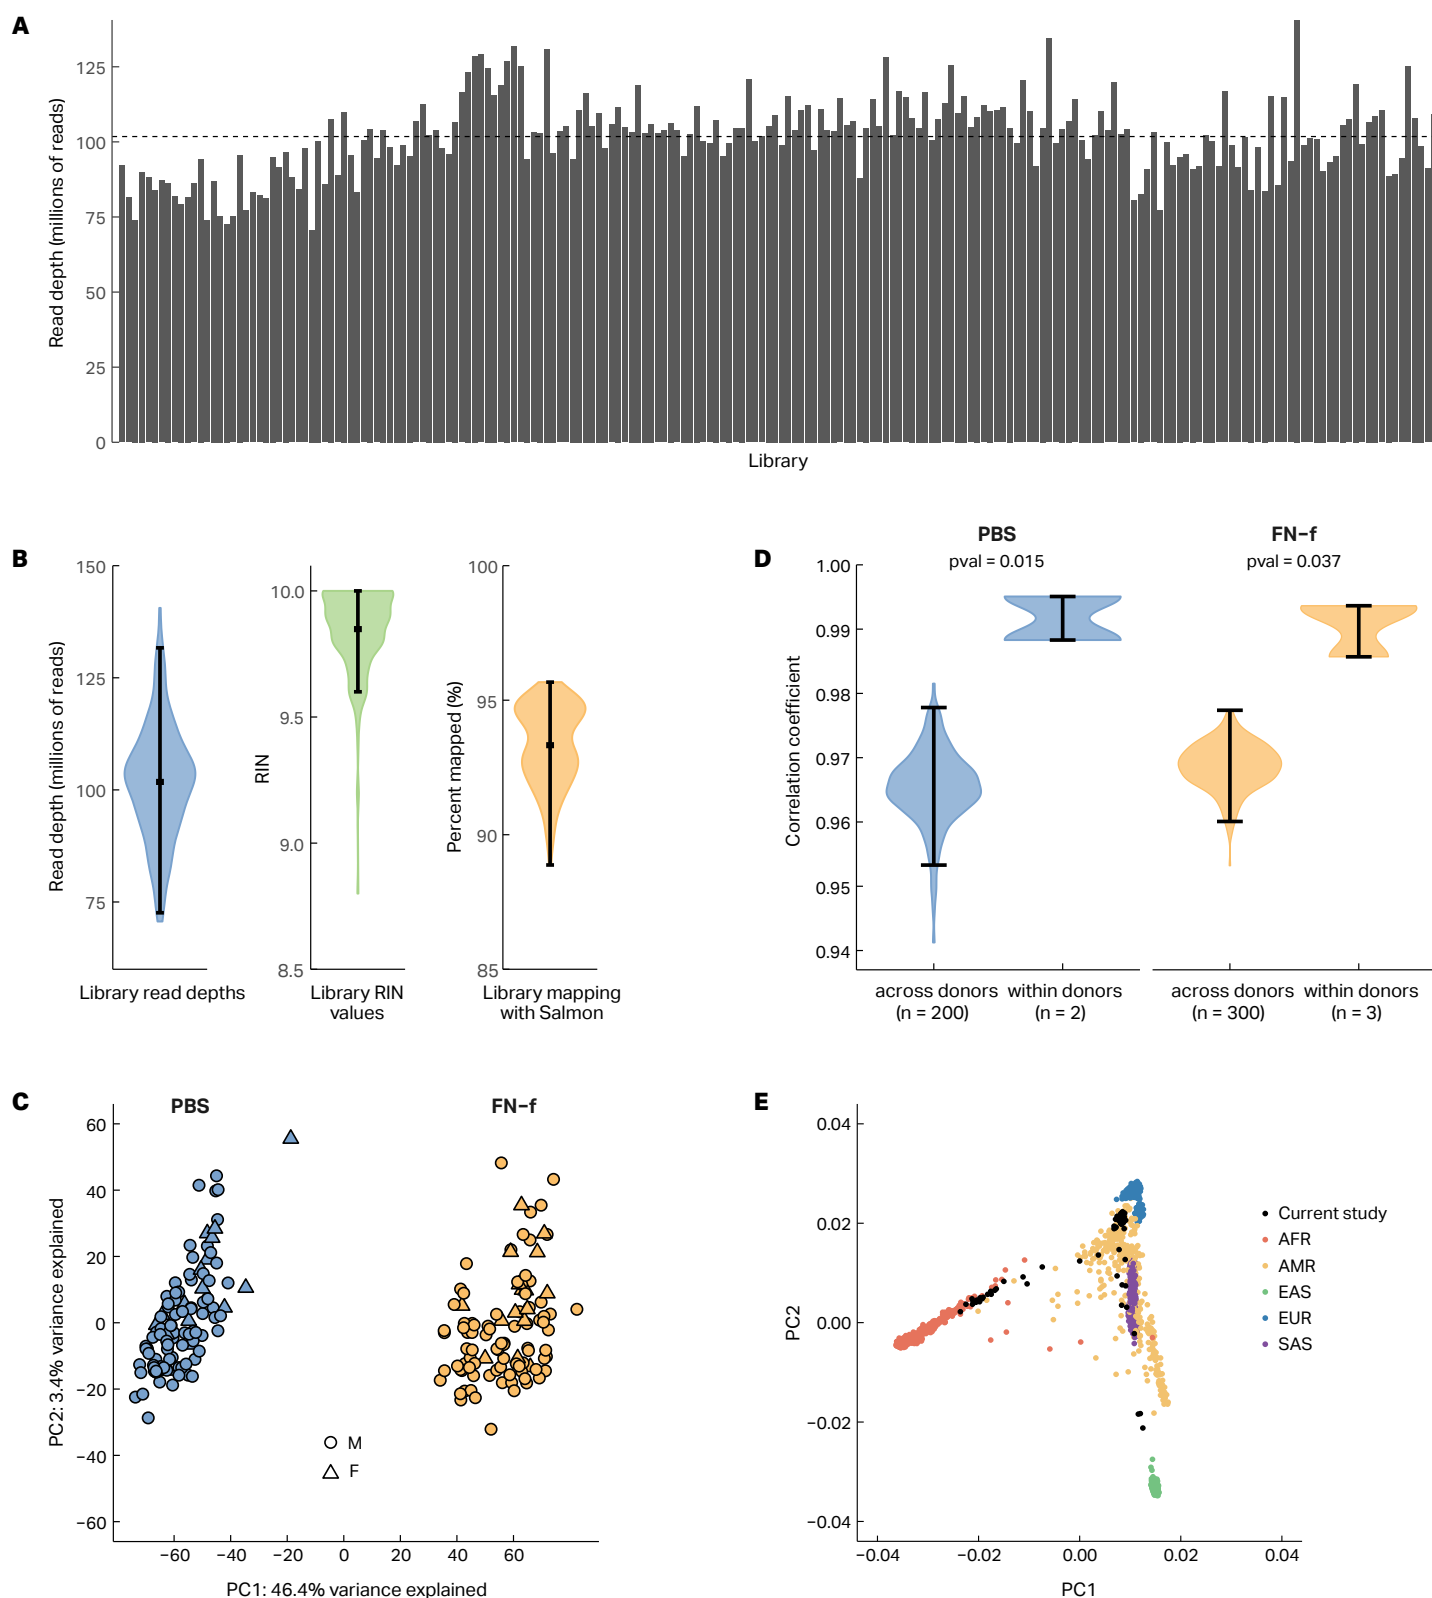 A
Read depth (millions of reads)
125
100
75
50
25
0
Library
B
150
125
100
75
Read depth (millions of reads)
Library read depths
10.0
9.5
9.0
8.5
RIN
Library RIN
values
100
95
90
85
Percent mapped (%)
Library mapping
with Salmon
D
PBS
pval = 0.015
FN-f
pval = 0.037
Correlation coefficient
1.00
0.99
0.98
0.97
0.96
0.95
0.94
across donors
(n = 200)
within donors
(n = 2)
across donors
(n = 300)
within donors
(n = 3)
C
PBS
FN-f
PC2: 3.4% variance explained
60
40
20
0
−20
−40
−60
M
F
−60 −40 −20 0 20 40 60
PC1: 46.4% variance explained
E
PC2
0.04
0.02
0.00
−0.02
−0.04
Current study
AFR
AMR
EAS
EUR
SAS
−0.04 −0.02 0.00 0.02 0.04
PC1